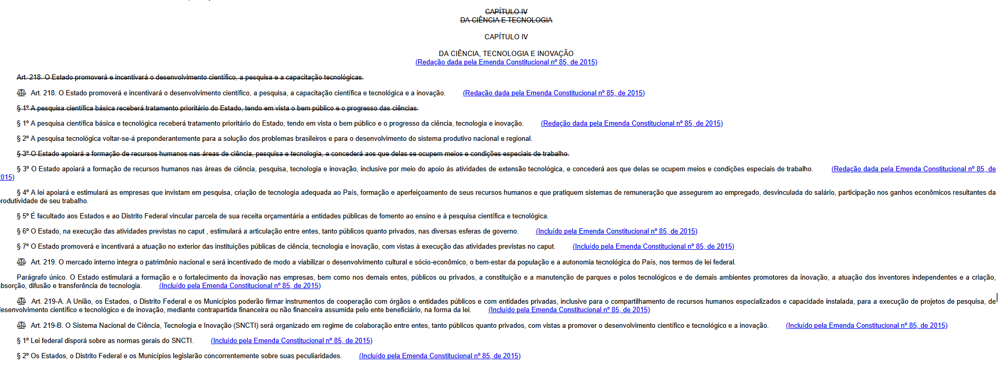 CAPÍTULO IV
DA CIÊNCIA E TECNOLOGIA
CAPÍTULO IV
DA CIÊNCIA, TECNOLOGIA E INOVAÇÃO
(Redação dada pela Emenda Constitucional nº 85, de 2015)
Art. 218. O Estado promoverá e incentivará o desenvolvimento científico, a pesquisa e a capacitação tecnológicas.
Art. 218. O Estado promoverá e incentivará o desenvolvimento científico, a pesquisa, a capacitação científica e tecnológica e a inovação. (Redação dada pela Emenda Constitucional nº 85, de 2015)
§ 1º A pesquisa científica básica receberá tratamento prioritário do Estado, tendo em vista o bem público e o progresso das ciências.
§ 1º A pesquisa científica básica e tecnológica receberá tratamento prioritário do Estado, tendo em vista o bem público e o progresso da ciência, tecnologia e inovação. (Redação dada pela Emenda Constitucional nº 85, de 2015)
§ 2º A pesquisa tecnológica voltar-se-á preponderantemente para a solução dos problemas brasileiros e para o desenvolvimento do sistema produtivo nacional e regional.
§ 3º O Estado apoiará a formação de recursos humanos nas áreas de ciência, pesquisa e tecnologia, e concederá aos que delas se ocupem meios e condições especiais de trabalho.
§ 3º O Estado apoiará a formação de recursos humanos nas áreas de ciência, pesquisa, tecnologia e inovação, inclusive por meio do apoio às atividades de extensão tecnológica, e concederá aos que delas se ocupem meios e condições especiais de trabalho. (Redação dada pela Emenda Constitucional nº 85, de
2015)
§ 4º A lei apoiará e estimulará as empresas que invistam em pesquisa, criação de tecnologia adequada ao País, formação e aperfeiçoamento de seus recursos humanos e que pratiquem sistemas de remuneração que assegurem ao empregado, desvinculada do salário, participação nos ganhos econômicos resultantes da
produtividade de seu trabalho.
§ 5º É facultado aos Estados e ao Distrito Federal vincular parcela de sua receita orçamentária a entidades públicas de fomento ao ensino e à pesquisa científica e tecnológica.
§ 6º O Estado, na execução das atividades previstas no caput , estimulará a articulação entre entes, tanto públicos quanto privados, nas diversas esferas de governo. (Incluído pela Emenda Constitucional nº 85, de 2015)
§ 7º O Estado promoverá e incentivará a atuação no exterior das instituições públicas de ciência, tecnologia e inovação, com vistas à execução das atividades previstas no caput. (Incluído pela Emenda Constitucional nº 85, de 2015)
Art. 219. O mercado interno integra o patrimônio nacional e será incentivado de modo a viabilizar o desenvolvimento cultural e sócio-econômico, o bem-estar da população e a autonomia tecnológica do País, nos termos de lei federal.
Parágrafo único. O Estado estimulará a formação e o fortalecimento da inovação nas empresas, bem como nos demais entes, públicos ou privados, a constituição e a manutenção de parques e polos tecnológicos e de demais ambientes promotores da inovação, a atuação dos inventores independentes e a criação,
absorção, difusão e transferência de tecnologia. (Incluído pela Emenda Constitucional nº 85, de 2015)
Art. 219-A. A União, os Estados, o Distrito Federal e os Municípios poderão firmar instrumentos de cooperação com órgãos e entidades públicos e com entidades privadas, inclusive para o compartilhamento de recursos humanos especializados e capacidade instalada, para a execução de projetos de pesquisa, de
desenvolvimento científico e tecnológico e de inovação, mediante contrapartida financeira ou não financeira assumida pelo ente beneficiário, na forma da lei. (Incluído pela Emenda Constitucional nº 85, de 2015)
Art. 219-B. O Sistema Nacional de Ciência, Tecnologia e Inovação (SNCTI) será organizado em regime de colaboração entre entes, tanto públicos quanto privados, com vistas a promover o desenvolvimento científico e tecnológico e a inovação. (Incluído pela Emenda Constitucional nº 85, de 2015)
§ 1º Lei federal disporá sobre as normas gerais do SNCTI. (Incluído pela Emenda Constitucional nº 85, de 2015)
§ 2º Os Estados, o Distrito Federal e os Municípios legislarão concorrentemente sobre suas peculiaridades. (Incluído pela Emenda Constitucional nº 85, de 2015)